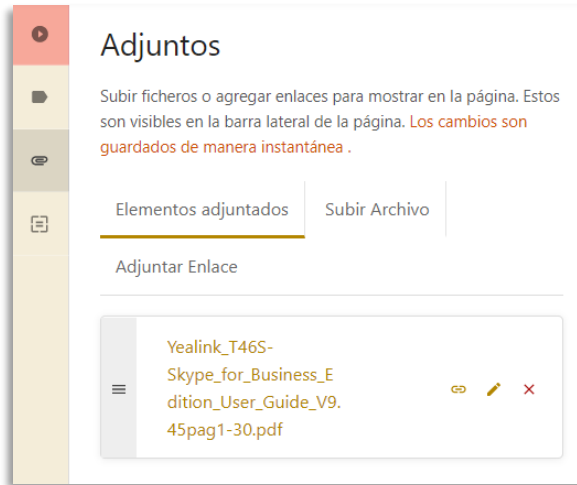 Adjuntos
Subir ficheros o agregar enlaces para mostrar en la página. Estos
son visibles en la barra lateral de la página. Los cambios son
guardados de manera instantánea .
Elementos adjuntados
Subir Archivo
Adjuntar Enlace
Yealink_T46S-
Skype_for_Business_E
dition_User_Guide_V9.
45pag1-30.pdf